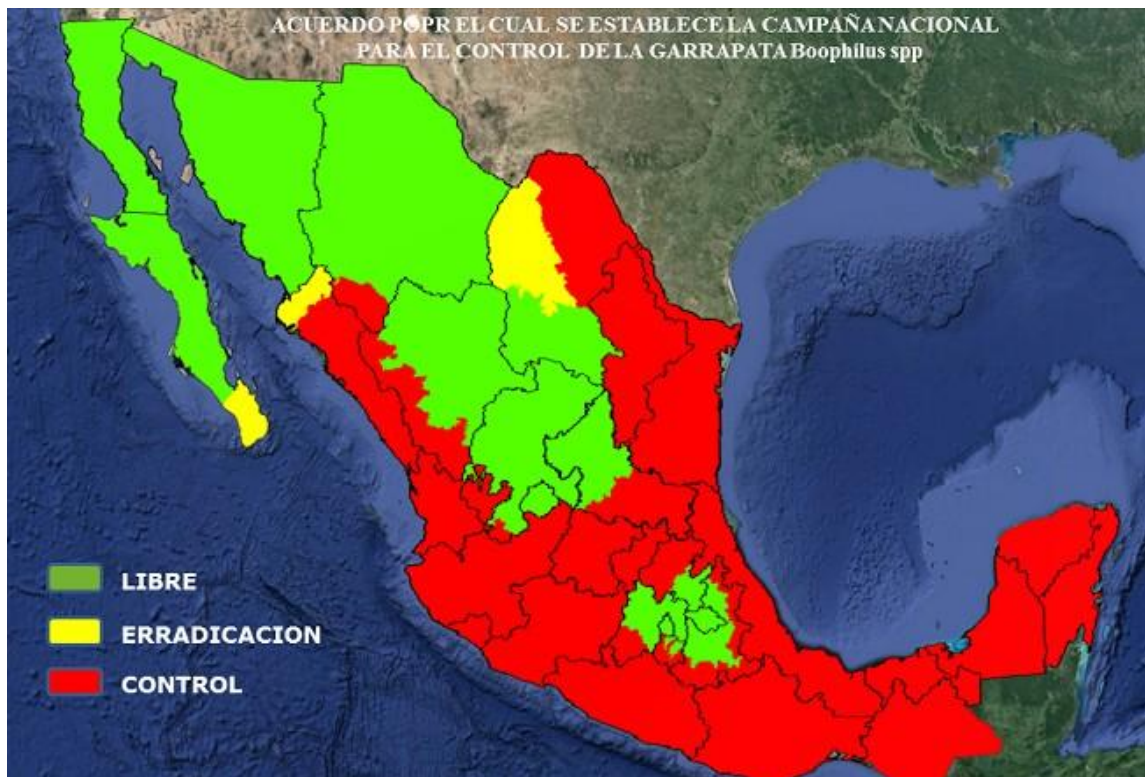 ACUERDO POPR EL CUAL SE ESTABLECE LA CAMPAÑA NACIONAL
PARA EL CONTROL DE LA GARRAPATA Boophilus spp
LIBRE
ERRADICACION
CONTROL